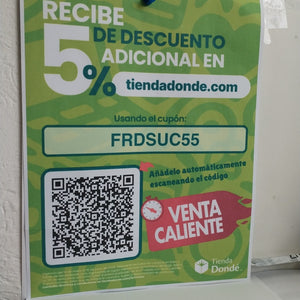 RECIBE
5%
DE DESCUENTO
ADICIONAL EN
tiendadonde.com
Usando el cupón:
FRDSUC55
Añádelo automáticamente
escaneando el código
VENTA
CALIENTE
Tienda
Donde